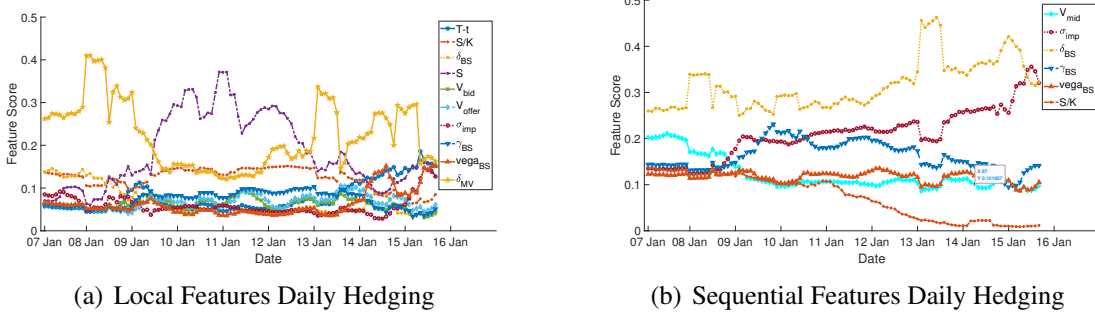 0.5
0.4
0.3
0.2
0.1
0
Feature Score
07 Jan 08 Jan 09 Jan 10 Jan 11 Jan 12 Jan 13 Jan 14 Jan 15 Jan 16 Jan
Date
T-t
S/K
δBS
S
Vbid
Voffer
σimp
γBS
vegaBS
δMV
(a) Local Features Daily Hedging
0.5
0.4
0.3
0.2
0.1
0
Feature Score
07 Jan 08 Jan 09 Jan 10 Jan 11 Jan 12 Jan 13 Jan 14 Jan 15 Jan 16 Jan
Date
Vmid
σimp
δBS
γBS
vegaBS
S/K
X 87
(b) Sequential Features Daily Hedging